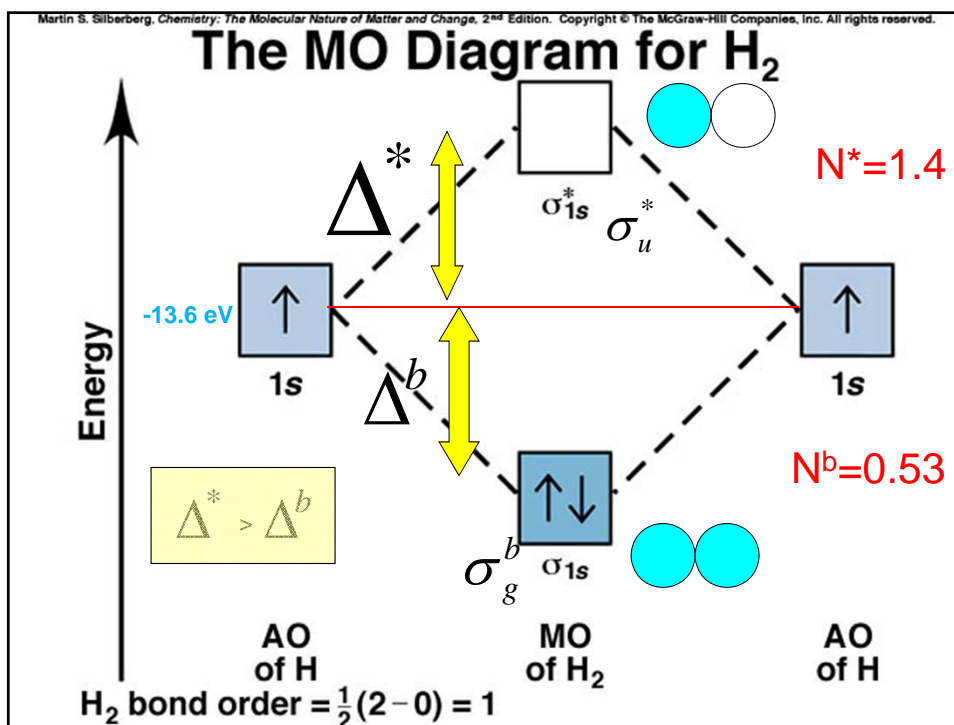 Martin S. Silberberg, Chemistry: The Molecular Nature of Matter and Change, 2nd Edition. Copyright © The McGraw-Hill Companies, Inc. All rights reserved.
The MO Diagram for H₂
Energy
Δ*
σ*1s
σ*u
N*=1.4
-13.6 eV
↑
↑
1s
1s
Δᵇ
Nᵇ=0.53
Δ* > Δᵇ
↑↓
σᵇg
σ1s
AO
of H
MO
of H₂
AO
of H
H₂ bond order = ½(2−0) = 1